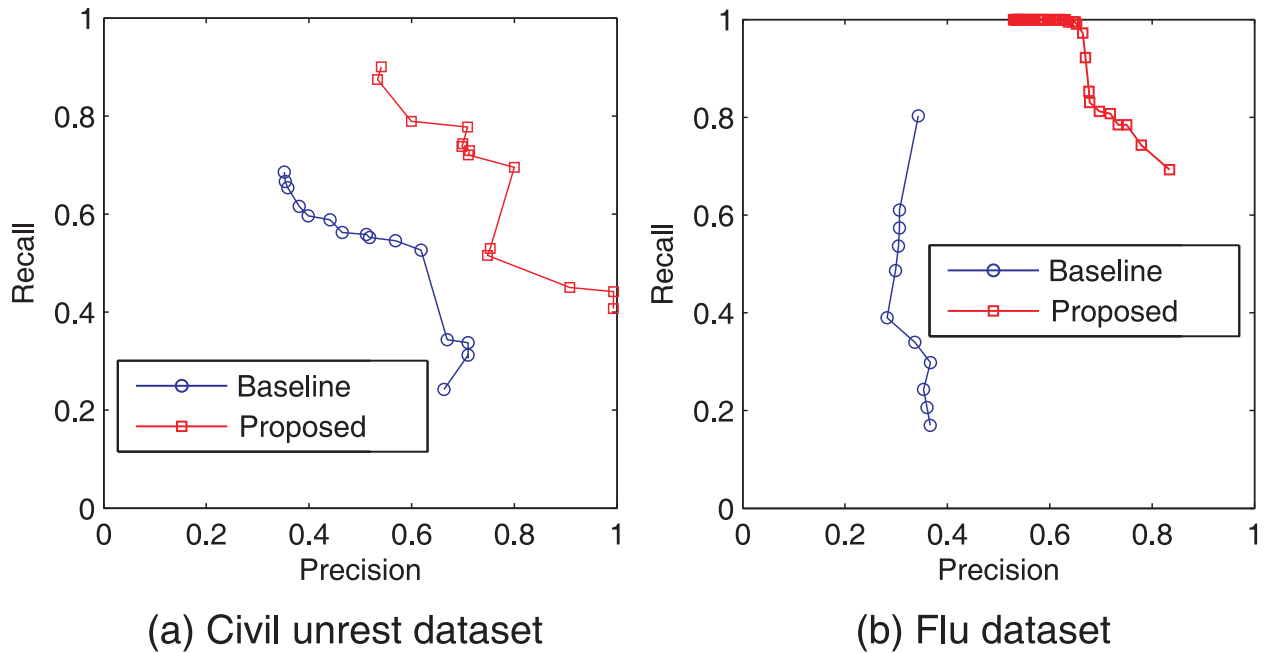 1
0.8
0.6
0.4
0.2
0
Recall
0 0.2 0.4 0.6 0.8 1
Precision
Baseline
Proposed
(a) Civil unrest dataset
1
0.8
0.6
0.4
0.2
0
Recall
0 0.2 0.4 0.6 0.8 1
Precision
Baseline
Proposed
(b) Flu dataset